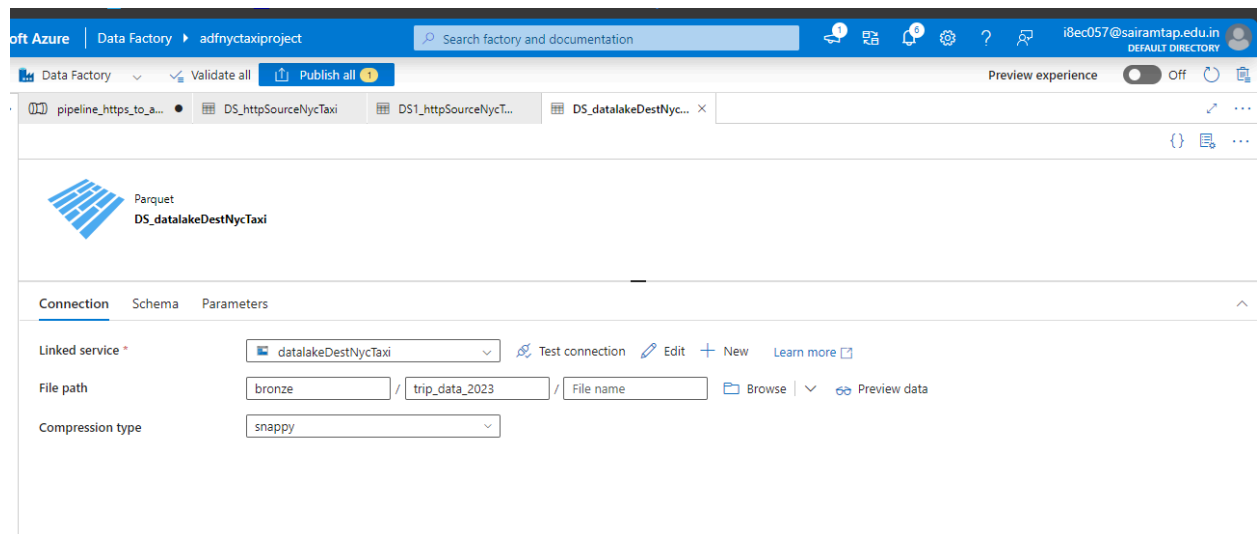 oft Azure Data Factory adfnyctaxiproject Search factory and documentation 1 6 i8ec057@sairamtap.edu.in
DEFAULT DIRECTORY
Data Factory Validate all Publish all 1 Preview experience Off
pipeline_https_to_a... DS_httpSourceNycTaxi DS1_httpSourceNycT... DS_datalakeDestNyc...
Parquet
DS_datalakeDestNycTaxi
Connection Schema Parameters
Linked service * datalakeDestNycTaxi Test connection Edit New Learn more
File path bronze / trip_data_2023 / File name Browse Preview data
Compression type snappy